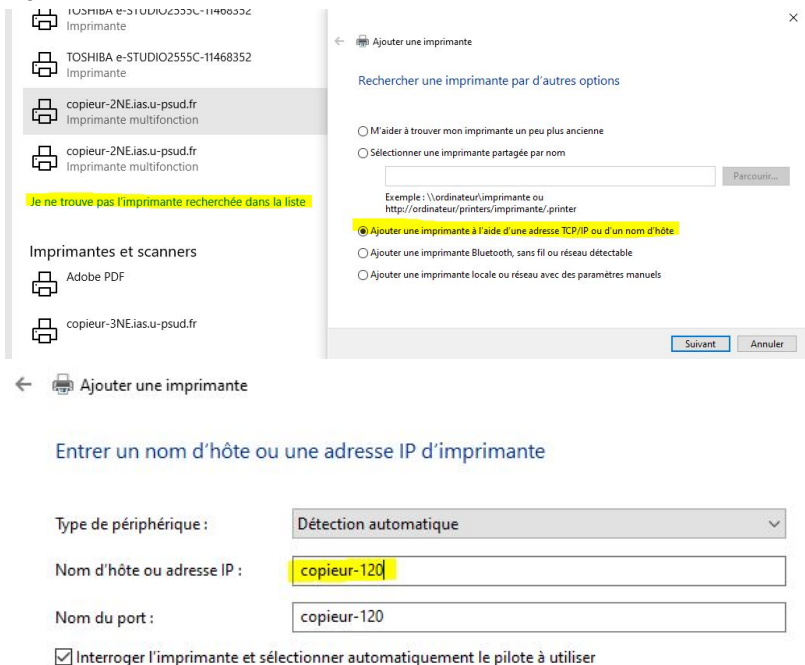 TOSHIBA e-STUDIO2555C-11468352
Imprimante
TOSHIBA e-STUDIO2555C-11468352
Imprimante
copieur-2NE.ias.u-psud.fr
Imprimante multifonction
copieur-2NE.ias.u-psud.fr
Imprimante multifonction
Je ne trouve pas l'imprimante recherchée dans la liste
Imprimantes et scanners
Adobe PDF
copieur-3NE.ias.u-psud.fr
Ajouter une imprimante
Rechercher une imprimante par d'autres options
M'aider à trouver mon imprimante un peu plus ancienne
Sélectionner une imprimante partagée par nom
Parcourir...
Exemple : \\ordinateur\imprimante ou
http://ordinateur/printers/imprimante/.printer
Ajouter une imprimante à l'aide d'une adresse TCP/IP ou d'un nom d'hôte
Ajouter une imprimante Bluetooth, sans fil ou réseau détectable
Ajouter une imprimante locale ou réseau avec des paramètres manuels
Suivant Annuler
Ajouter une imprimante
Entrer un nom d'hôte ou une adresse IP d'imprimante
Type de périphérique : Détection automatique
Nom d'hôte ou adresse IP : copieur-120
Nom du port : copieur-120
Interroger l'imprimante et sélectionner automatiquement le pilote à utiliser